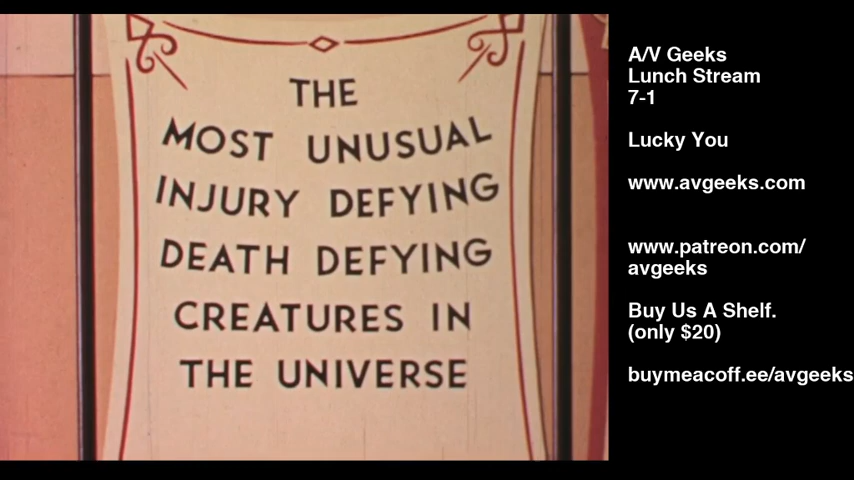 THE
MOST UNUSUAL
INJURY DEFYING
DEATH DEFYING
CREATURES IN
THE UNIVERSE
A/V Geeks
Lunch Stream
7-1
Lucky You
www.avgeeks.com
www.patreon.com/
avgeeks
Buy Us A Shelf.
(only $20)
buymeacoff.ee/avgeeks